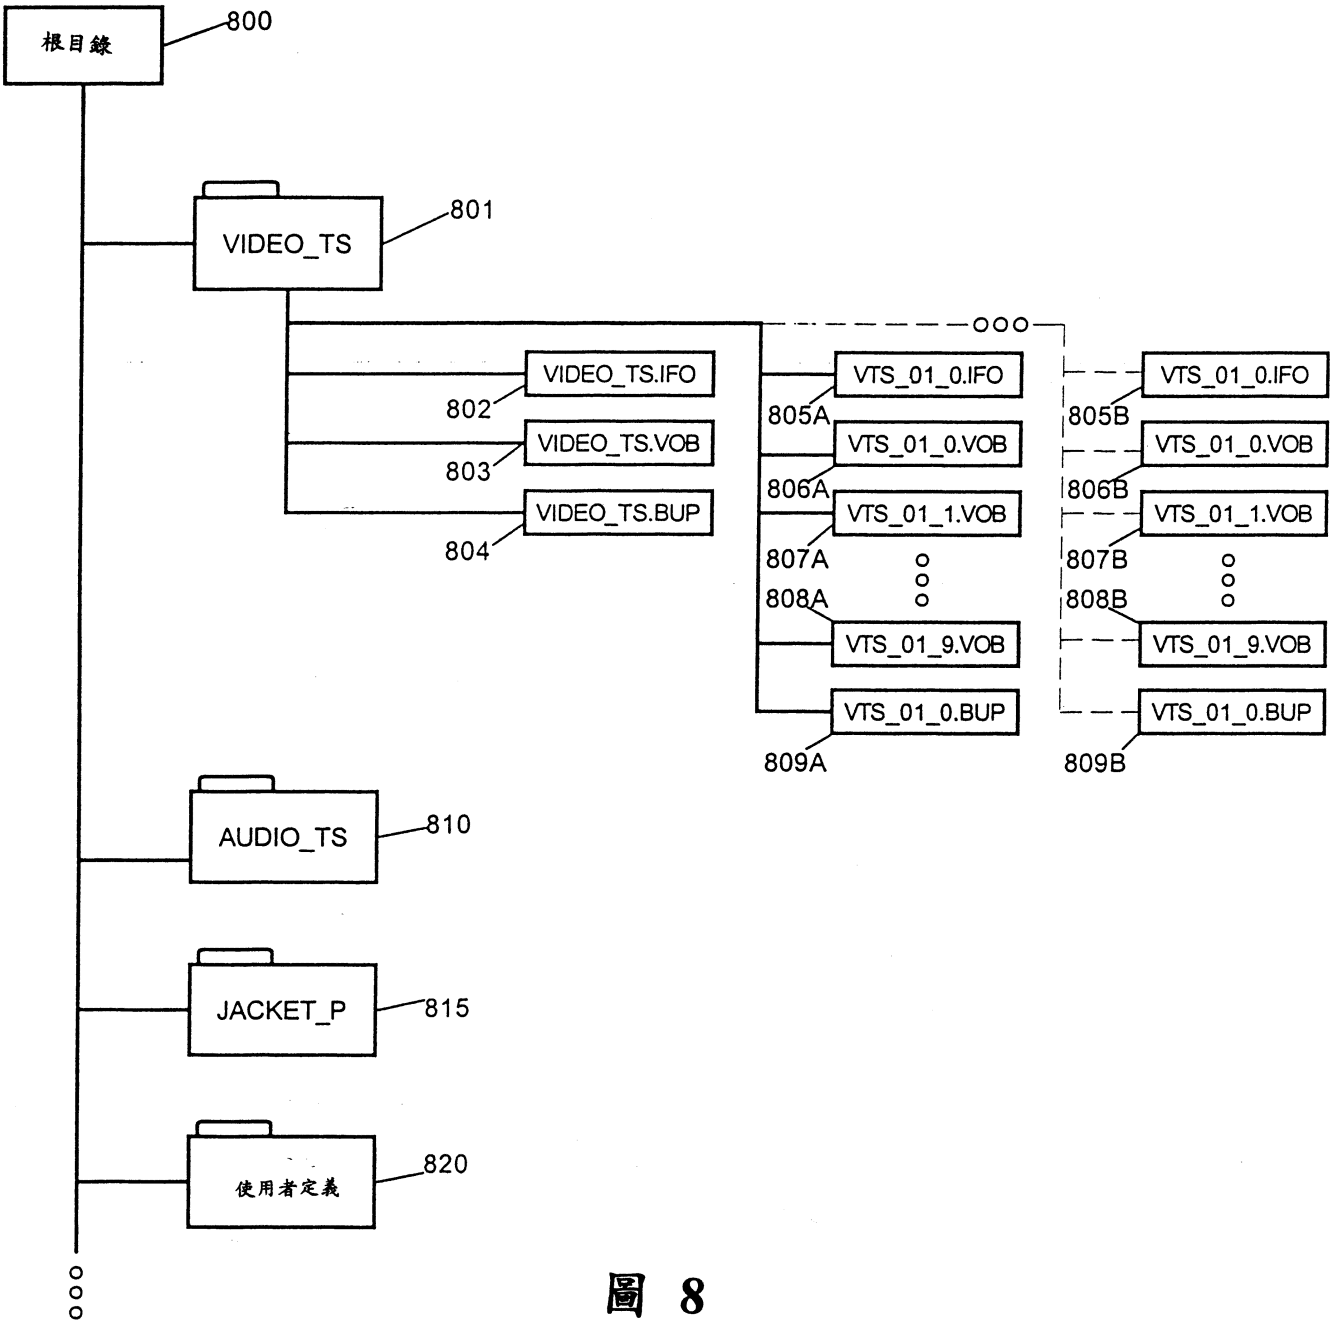 根目錄
800
VIDEO_TS
801
VIDEO_TS.IFO
802
VIDEO_TS.VOB
803
VIDEO_TS.BUP
804
VTS_01_0.IFO
805A
VTS_01_0.VOB
806A
VTS_01_1.VOB
807A
808A
VTS_01_9.VOB
VTS_01_0.BUP
809A
VTS_01_0.IFO
805B
VTS_01_0.VOB
806B
VTS_01_1.VOB
807B
808B
VTS_01_9.VOB
VTS_01_0.BUP
809B
AUDIO_TS
810
JACKET_P
815
使用者定義
820
圖 8